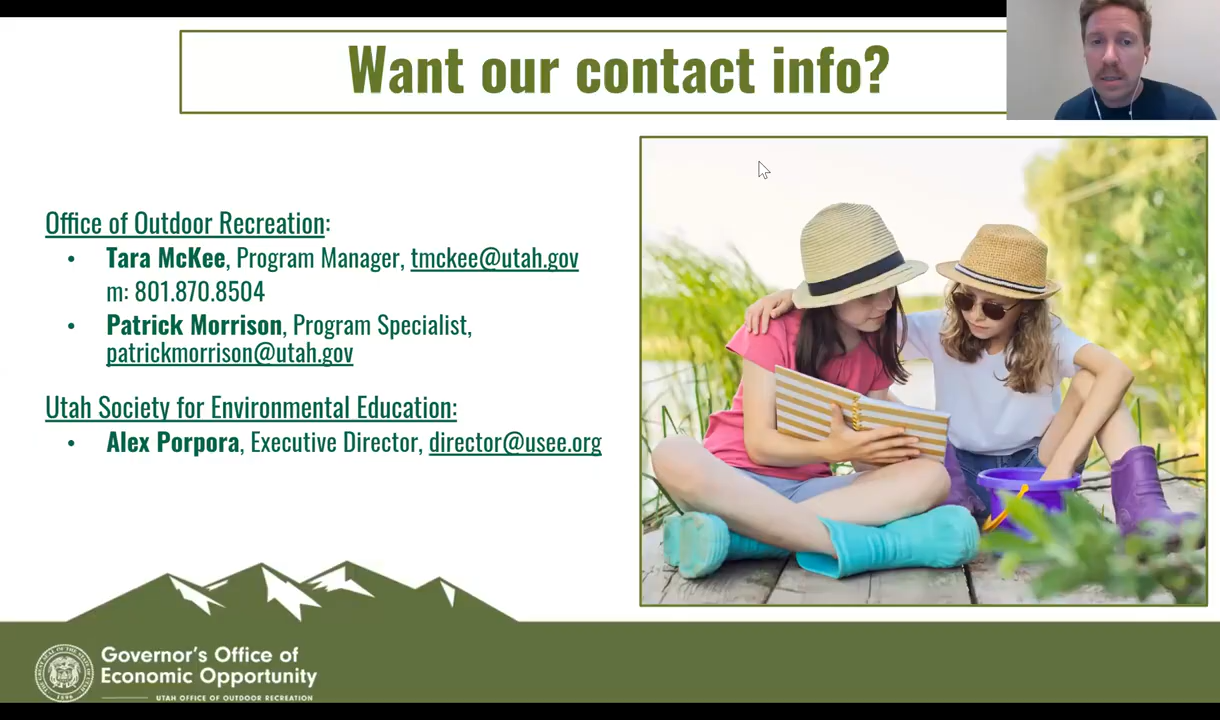 Want our contact info?
Office of Outdoor Recreation:
• Tara McKee, Program Manager, tmckee@utah.gov
m: 801.870.8504
• Patrick Morrison, Program Specialist,
patrickmorrison@utah.gov
Utah Society for Environmental Education:
• Alex Porpora, Executive Director, director@usee.org
Governor's Office of
Economic Opportunity
UTAH OFFICE OF OUTDOOR RECREATION